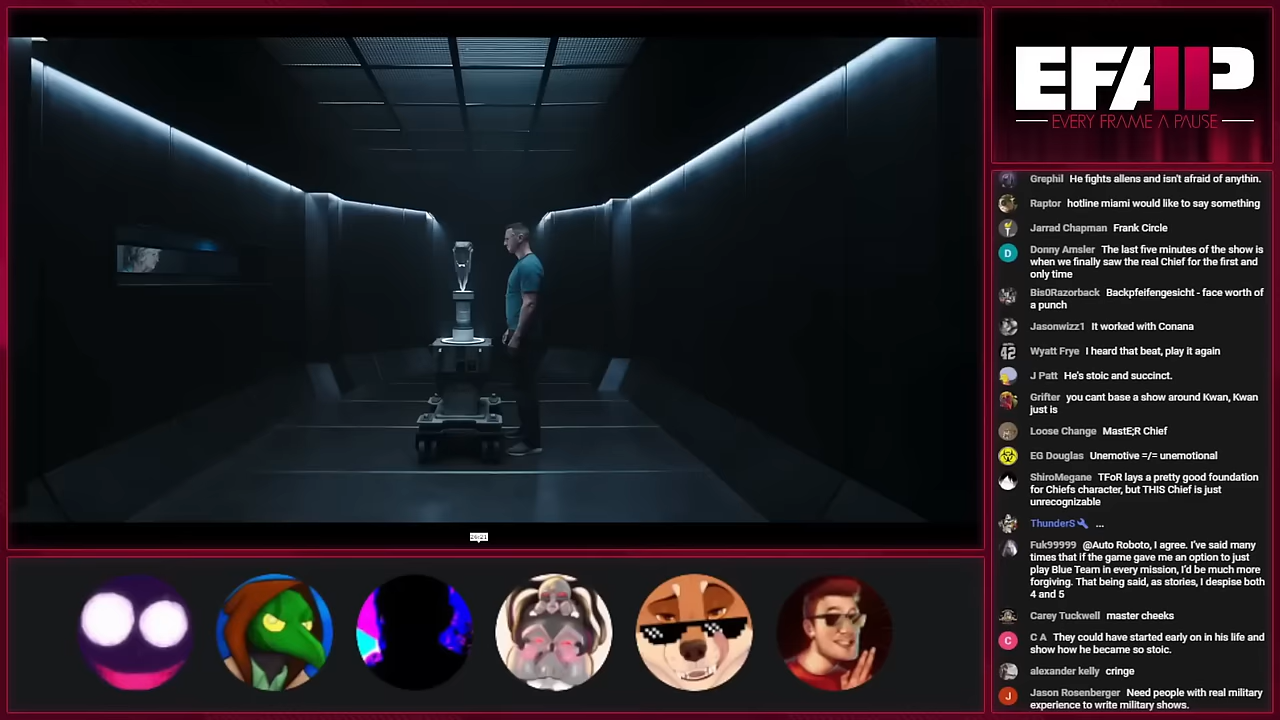 EFAP
EVERY FRAME A PAUSE
Grephil He fights allens and isn't afraid of anythin.
Raptor hotline miami would like to say something
Jarrad Chapman Frank Circle
Donny Amsler The last five minutes of the show is
when we finally saw the real Chief for the first and
only time
Bis0Razorback Backpfeifengesicht - face worth of
a punch
Jasonwizz1 It worked with Conana
Wyatt Frye I heard that beat, play it again
J Patt He's stoic and succinct.
Grifter you cant base a show around Kwan, Kwan
just is
Loose Change MastE;R Chief
EG Douglas Unemotive =/= unemotional
ShiroMegane TFoR lays a pretty good foundation
for Chiefs character, but THIS Chief is just
unrecognizable
ThunderS ...
Fuk99999 @Auto Roboto, I agree. I've said many
times that if the game gave me an option to just
play Blue Team in every mission, I'd be much more
forgiving. That being said, as stories, I despise both
4 and 5
Carey Tuckwell master cheeks
C A They could have started early on in his life and
show how he became so stoic.
alexander kelly cringe
Jason Rosenberger Need people with real military
experience to write military shows.